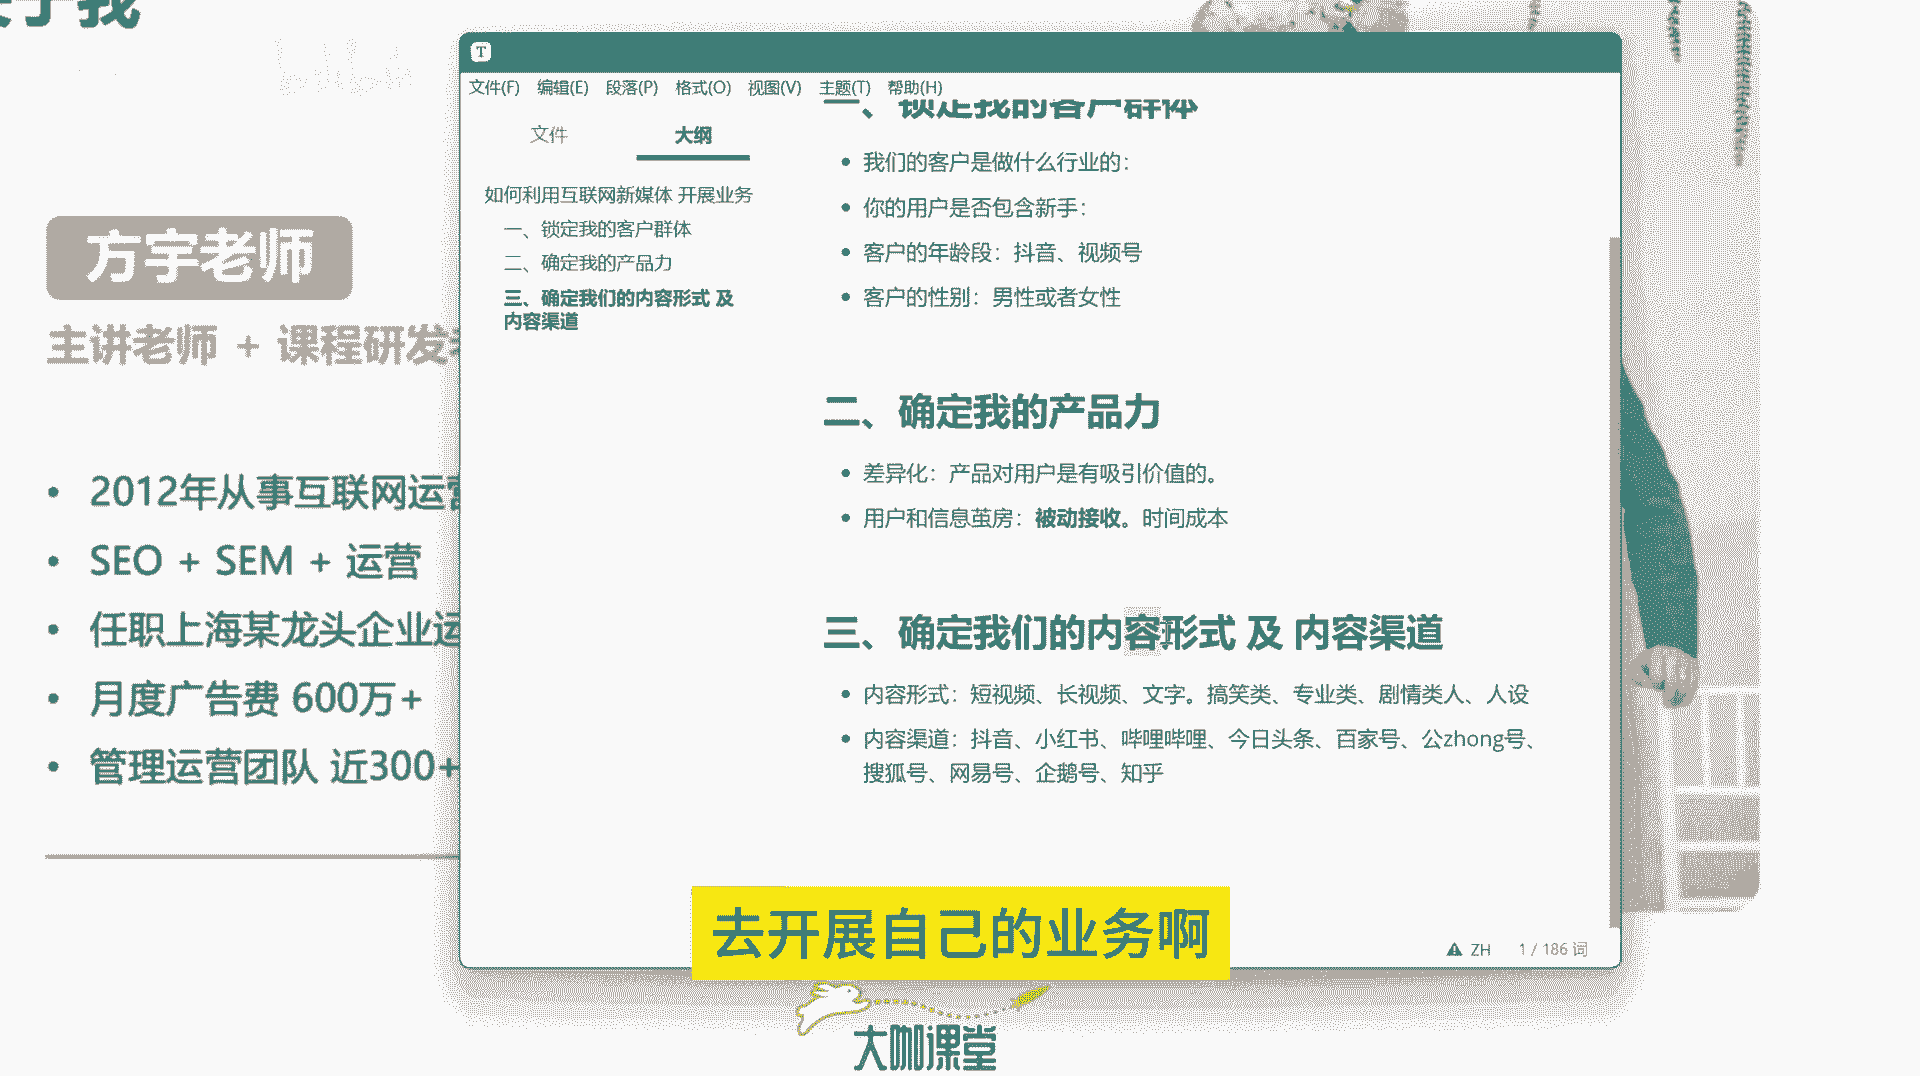 于我
bilibili
方宇老师
主讲老师 + 课程研发
2012年从事互联网运营
SEO + SEM + 运营
任职上海某龙头企业运
月度广告费 600万+
管理运营团队 近300+
T
文件(F) 编辑(E) 段落(P) 格式(O) 视图(V) 主题(T) 帮助(H)
文件 大纲
如何利用互联网新媒体 开展业务
一、锁定我的客户群体
二、确定我的产品力
三、确定我们的内容形式 及
内容渠道
一、锁定我的客户群体
我们的客户是做什么行业的：
你的用户是否包含新手：
客户的年龄段：抖音、视频号
客户的性别：男性或者女性
二、确定我的产品力
差异化：产品对用户是有吸引价值的。
用户和信息茧房：被动接收。时间成本
三、确定我们的内容形式 及 内容渠道
内容形式：短视频、长视频、文字。搞笑类、专业类、剧情类人、人设
内容渠道：抖音、小红书、哔哩哔哩、今日头条、百家号、公zhong号、
搜狐号、网易号、企鹅号、知乎
ZH 1 / 186 词
去开展自己的业务啊
大咖课堂